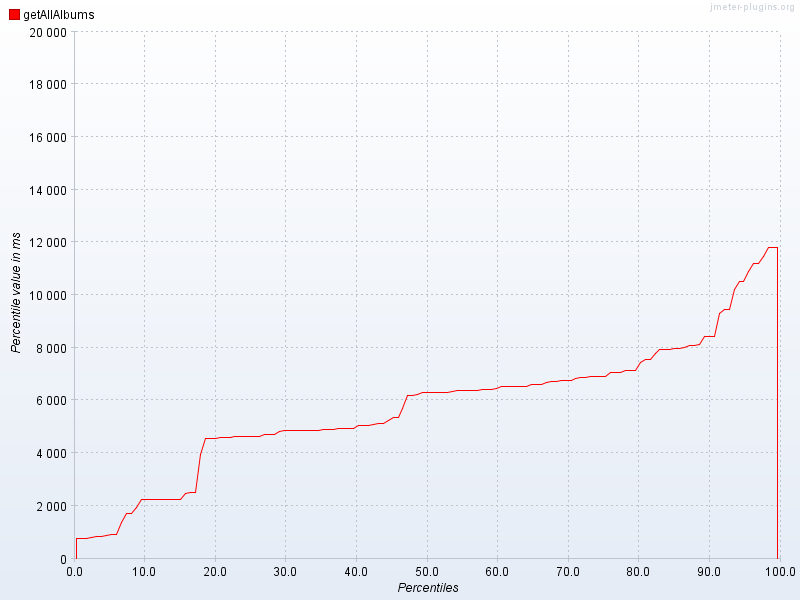 jmeter-plugins.org
getAllAlbums
20 000
18 000
16 000
14 000
12 000
10 000
8 000
6 000
4 000
2 000
0
Percentile value in ms
0.0 10.0 20.0 30.0 40.0 50.0 60.0 70.0 80.0 90.0 100.0
Percentiles